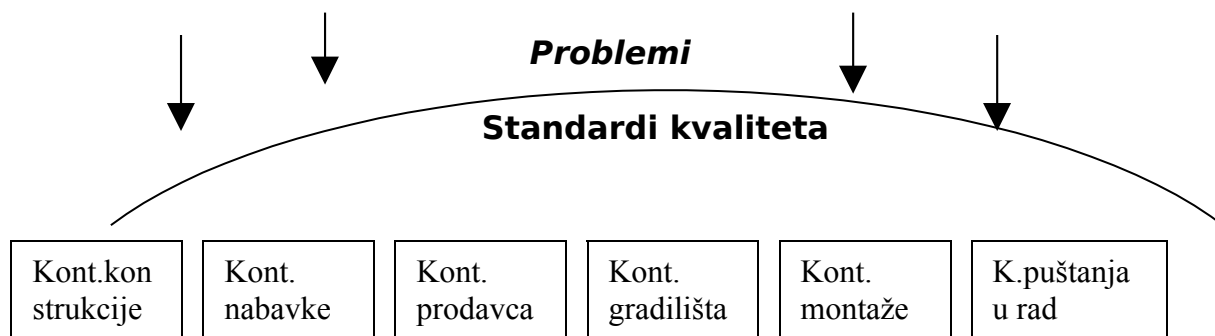 Problemi
Standardi kvaliteta
Kont.kon
strukcije
Kont.
nabavke
Kont.
prodavca
Kont.
gradilišta
Kont.
montaže
K.puštanja
u rad